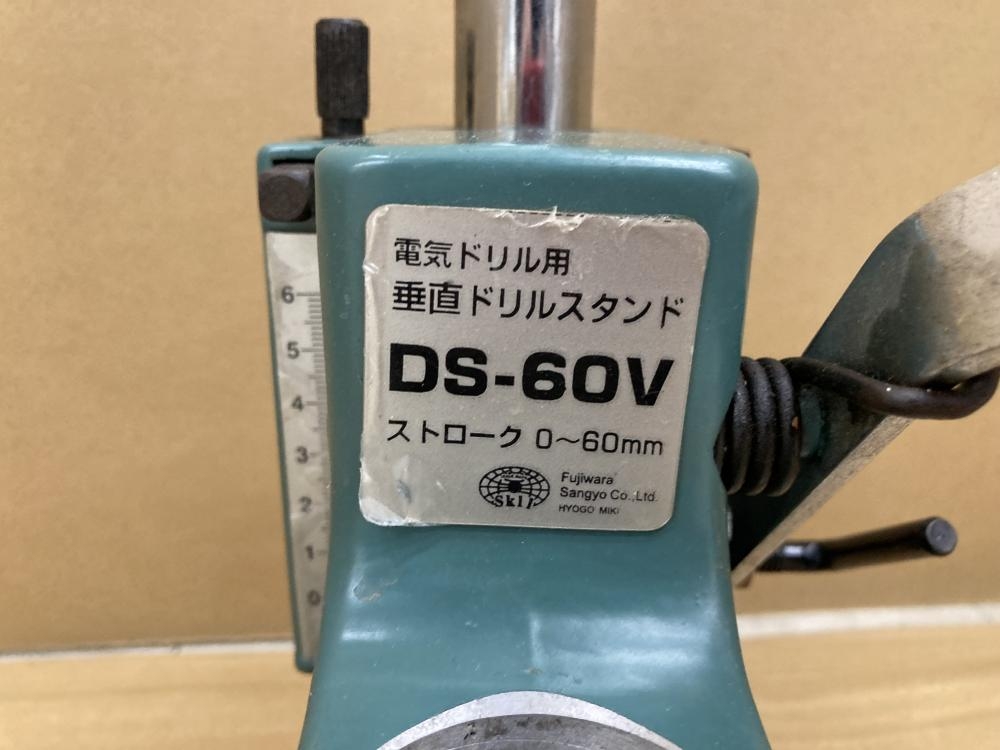 電気ドリル用
垂直ドリルスタンド
DS-60V
ストローク 0～60mm
Skil
Fujiwara
Sangyo Co.,Ltd.
HYOGO MIKI
6
5
4
3
2
1
0